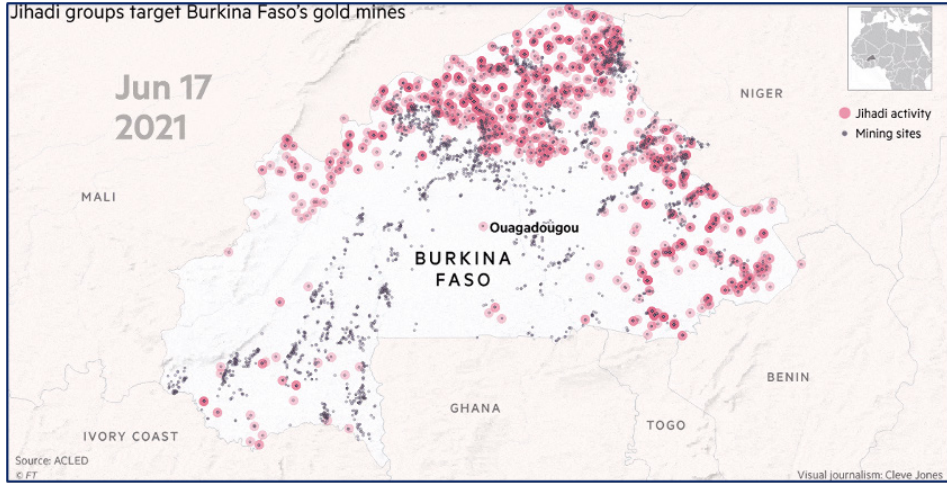 Jihadi groups target Burkina Faso's gold mines
Jun 17
2021
NIGER
Jihadi activity
Mining sites
MALI
Ouagadougou
BURKINA
FASO
BENIN
GHANA
TOGO
IVORY COAST
Source: ACLED
© FT
Visual journalism: Cleve Jones